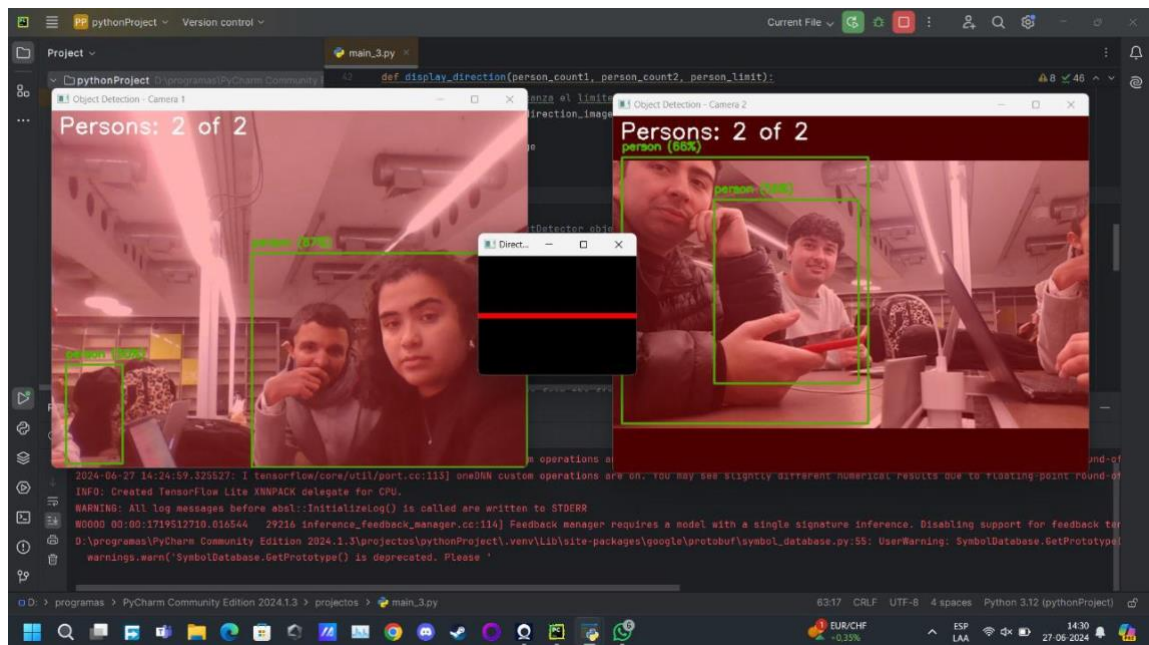 PP pythonProject Version control Current File
Project main_3.py
pythonProject D:\programas\PyCharm Community
42 def display_direction(person_count1, person_count2, person_limit): 8 46
Object Detection - Camera 1
Object Detection - Camera 2
Persons: 2 of 2
Persons: 2 of 2
person (66%)
person (87%)
Direct...
2024-06-27 14:24:59.325527: I tensorflow/core/util/port.cc:113] oneDNN custom operations are on. You may see slightly different numerical results due to floating-point round-of
INFO: Created TensorFlow Lite XNNPACK delegate for CPU.
WARNING: All log messages before absl::InitializeLog() is called are written to STDERR
W0000 00:00:1719512710.016544 29216 inference_feedback_manager.cc:114] Feedback manager requires a model with a single signature inference. Disabling support for feedback ten
D:\programas\PyCharm Community Edition 2024.1.3\projectos\pythonProject\.venv\Lib\site-packages\google\protobuf\symbol_database.py:55: UserWarning: SymbolDatabase.GetPrototype
warnings.warn('SymbolDatabase.GetPrototype() is deprecated. Please '
D: > programas > PyCharm Community Edition 2024.1.3 > projectos > main_3.py 63:17 CRLF UTF-8 4 spaces Python 3.12 (pythonProject)
EUR/CHF
+0,35%
ESP
LAA
14:30
27-06-2024